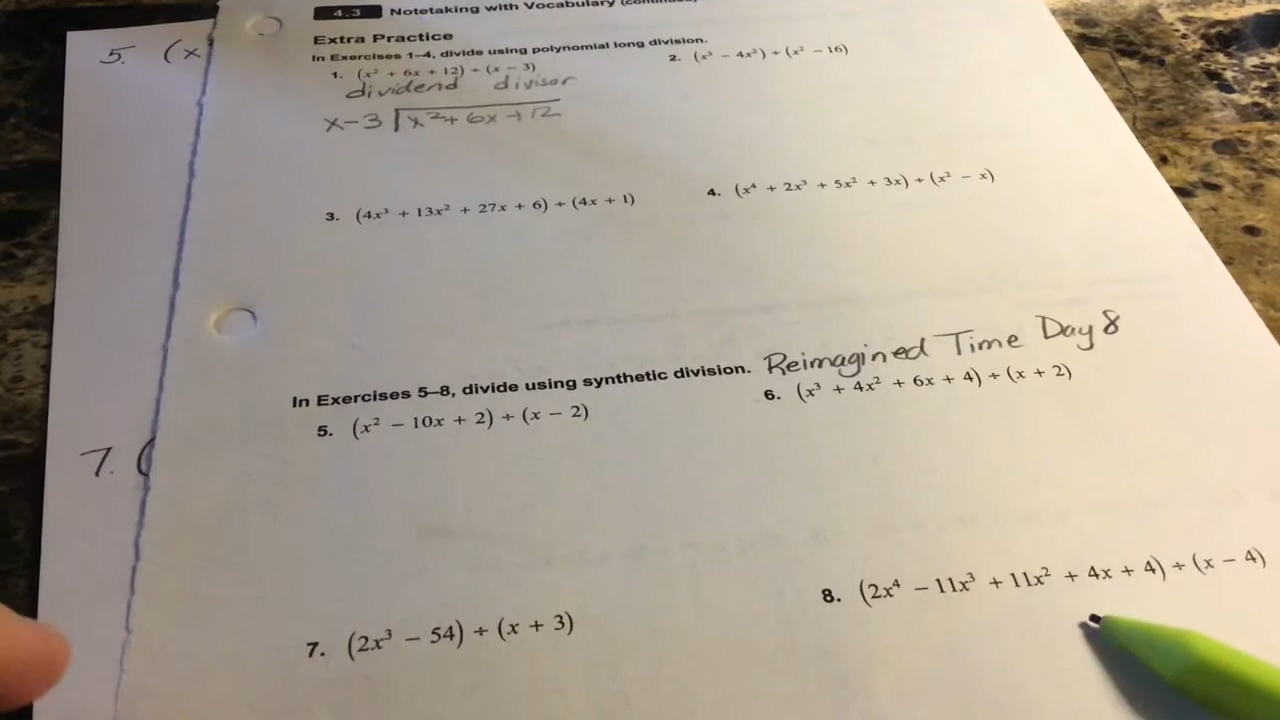 4.3 Notetaking with Vocabulary
5. (x
Extra Practice
In Exercises 1–4, divide using polynomial long division.
1. (x² + 6x + 12) ÷ (x − 3)
2. (x³ − 4x²) ÷ (x² − 16)
dividend divisor
x−3 x²+ 6x + 12
3. (4x³ + 13x² + 27x + 6) ÷ (4x + 1)
4. (x⁴ + 2x³ + 5x² + 3x) ÷ (x² − x)
In Exercises 5–8, divide using synthetic division. Reimagined Time Day 8
5. (x² − 10x + 2) ÷ (x − 2)
6. (x³ + 4x² + 6x + 4) ÷ (x + 2)
7. (
7. (2x³ − 54) ÷ (x + 3)
8. (2x⁴ − 11x³ + 11x² + 4x + 4) ÷ (x − 4)